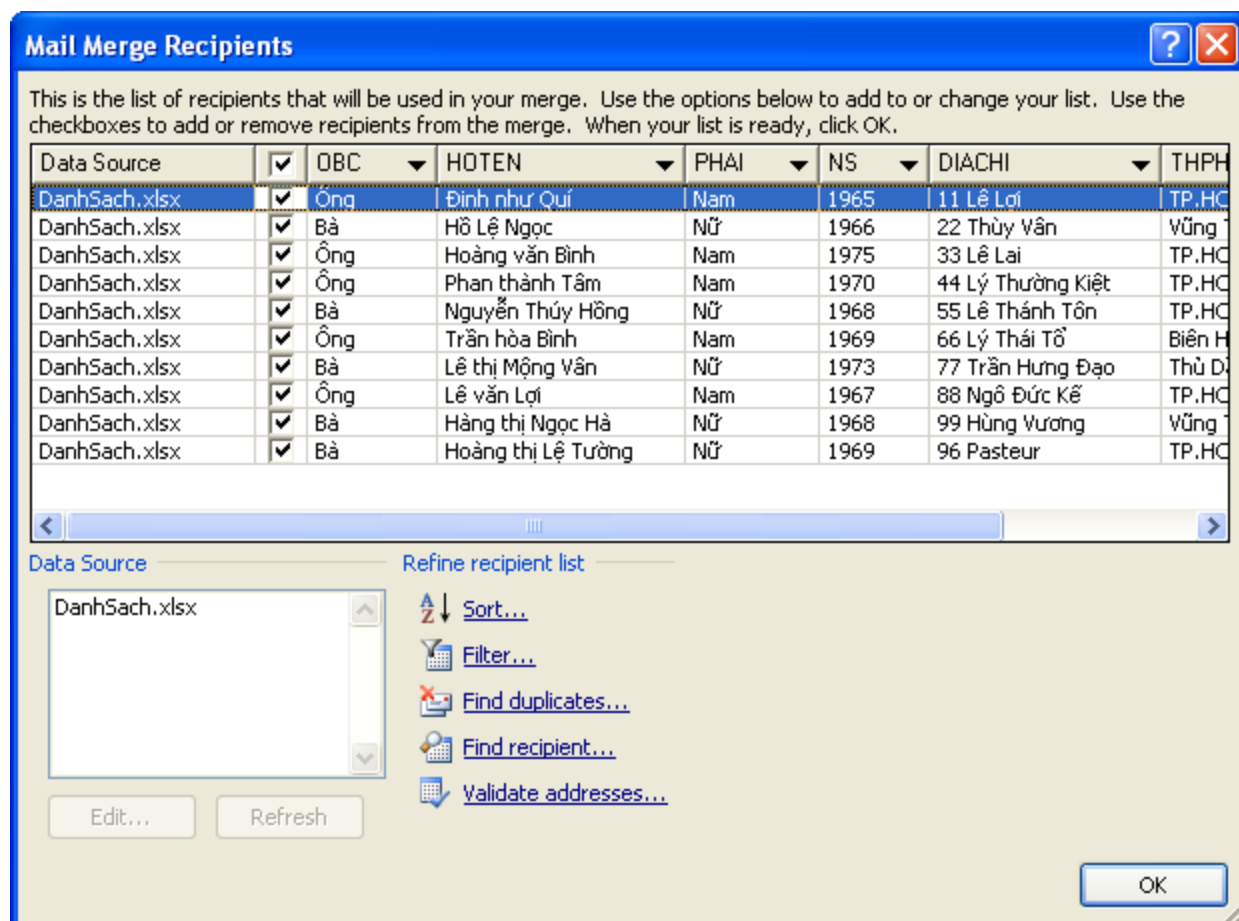 Mail Merge Recipients
This is the list of recipients that will be used in your merge. Use the options below to add to or change your list. Use the
checkboxes to add or remove recipients from the merge. When your list is ready, click OK.
Data Source OBC HOTEN PHAI NS DIACHI THPH
DanhSach.xlsx Ông Đinh như Quí Nam 1965 11 Lê Lợi TP.HC
DanhSach.xlsx Bà Hồ Lệ Ngọc Nữ 1966 22 Thùy Vân Vũng T
DanhSach.xlsx Ông Hoàng văn Bình Nam 1975 33 Lê Lai TP.HC
DanhSach.xlsx Ông Phan thành Tâm Nam 1970 44 Lý Thường Kiệt TP.HC
DanhSach.xlsx Bà Nguyễn Thúy Hồng Nữ 1968 55 Lê Thánh Tôn TP.HC
DanhSach.xlsx Ông Trần hòa Bình Nam 1969 66 Lý Thái Tổ Biên H
DanhSach.xlsx Bà Lê thị Mộng Vân Nữ 1973 77 Trần Hưng Đạo Thủ D
DanhSach.xlsx Ông Lê văn Lợi Nam 1967 88 Ngô Đức Kế TP.HC
DanhSach.xlsx Bà Hàng thị Ngọc Hà Nữ 1968 99 Hùng Vương Vũng T
DanhSach.xlsx Bà Hoàng thị Lệ Tường Nữ 1969 96 Pasteur TP.HC
Data Source Refine recipient list
DanhSach.xlsx
Sort...
Filter...
Find duplicates...
Find recipient...
Validate addresses...
Edit... Refresh
OK